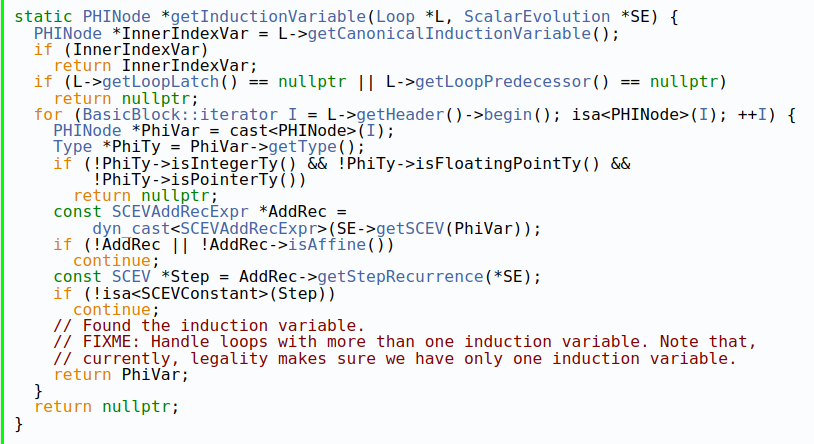 static PHINode *getInductionVariable(Loop *L, ScalarEvolution *SE) {
  PHINode *InnerIndexVar = L->getCanonicalInductionVariable();
  if (InnerIndexVar)
    return InnerIndexVar;
  if (L->getLoopLatch() == nullptr || L->getLoopPredecessor() == nullptr)
    return nullptr;
  for (BasicBlock::iterator I = L->getHeader()->begin(); isa<PHINode>(I); ++I) {
    PHINode *PhiVar = cast<PHINode>(I);
    Type *PhiTy = PhiVar->getType();
    if (!PhiTy->isIntegerTy() && !PhiTy->isFloatingPointTy() &&
        !PhiTy->isPointerTy())
      return nullptr;
    const SCEVAddRecExpr *AddRec =
        dyn_cast<SCEVAddRecExpr>(SE->getSCEV(PhiVar));
    if (!AddRec || !AddRec->isAffine())
      continue;
    const SCEV *Step = AddRec->getStepRecurrence(*SE);
    if (!isa<SCEVConstant>(Step))
      continue;
    // Found the induction variable.
    // FIXME: Handle loops with more than one induction variable. Note that,
    // currently, legality makes sure we have only one induction variable.
    return PhiVar;
  }
  return nullptr;
}